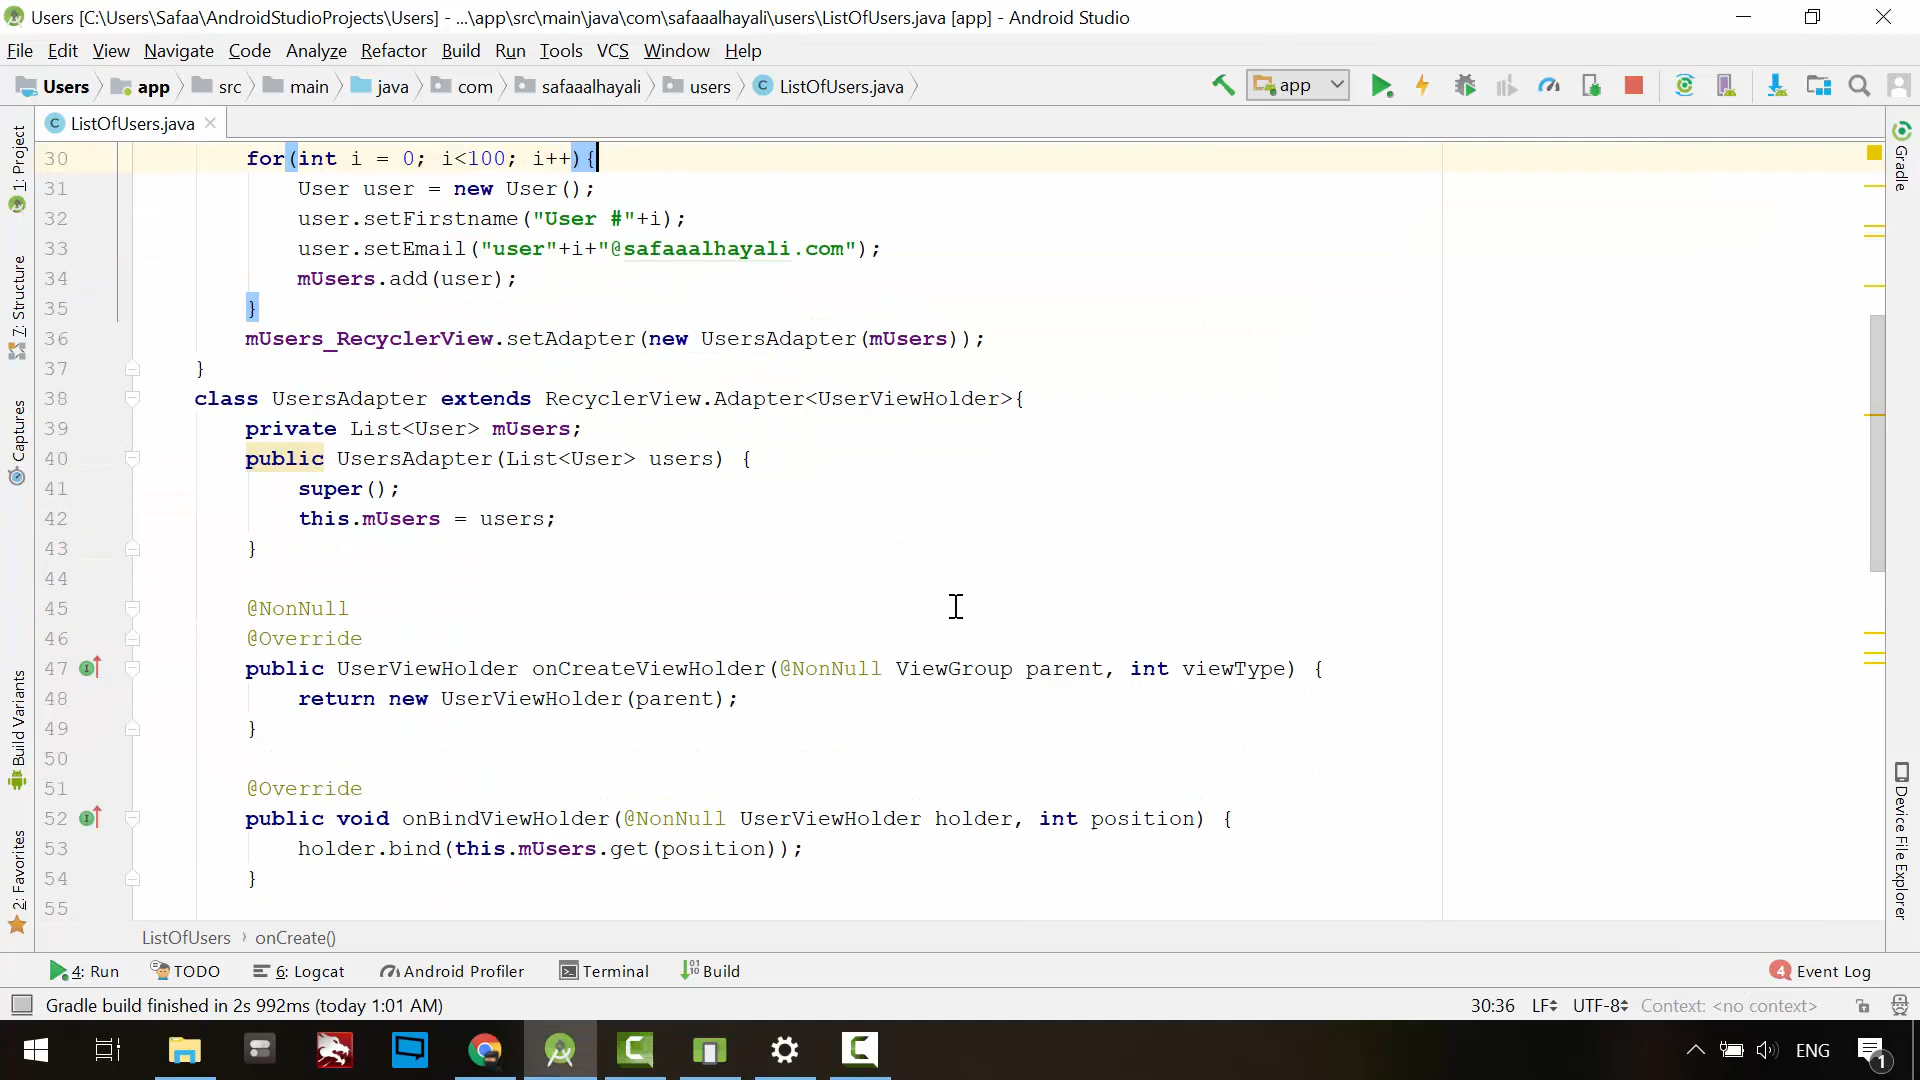 Users [C:\Users\Safaa\AndroidStudioProjects\Users] - ...\app\src\main\java\com\safaaalhayali\users\ListOfUsers.java [app] - Android Studio
File Edit View Navigate Code Analyze Refactor Build Run Tools VCS Window Help
Users app src main java com safaaalhayali users ListOfUsers.java app
ListOfUsers.java
1: Project
7: Structure
Captures
Build Variants
2: Favorites
Gradle
Device File Explorer
30 for(int i = 0; i<100; i++){
31 User user = new User();
32 user.setFirstname("User #"+i);
33 user.setEmail("user"+i+"@safaaalhayali.com");
34 mUsers.add(user);
35 }
36 mUsers_RecyclerView.setAdapter(new UsersAdapter(mUsers));
37 }
38 class UsersAdapter extends RecyclerView.Adapter<UserViewHolder>{
39 private List<User> mUsers;
40 public UsersAdapter(List<User> users) {
41 super();
42 this.mUsers = users;
43 }
44
45 @NonNull
46 @Override
47 public UserViewHolder onCreateViewHolder(@NonNull ViewGroup parent, int viewType) {
48 return new UserViewHolder(parent);
49 }
50
51 @Override
52 public void onBindViewHolder(@NonNull UserViewHolder holder, int position) {
53 holder.bind(this.mUsers.get(position));
54 }
55
ListOfUsers › onCreate()
4: Run TODO 6: Logcat Android Profiler Terminal Build 4 Event Log
Gradle build finished in 2s 992ms (today 1:01 AM) 30:36 LF UTF-8 Context: <no context>
ENG 1